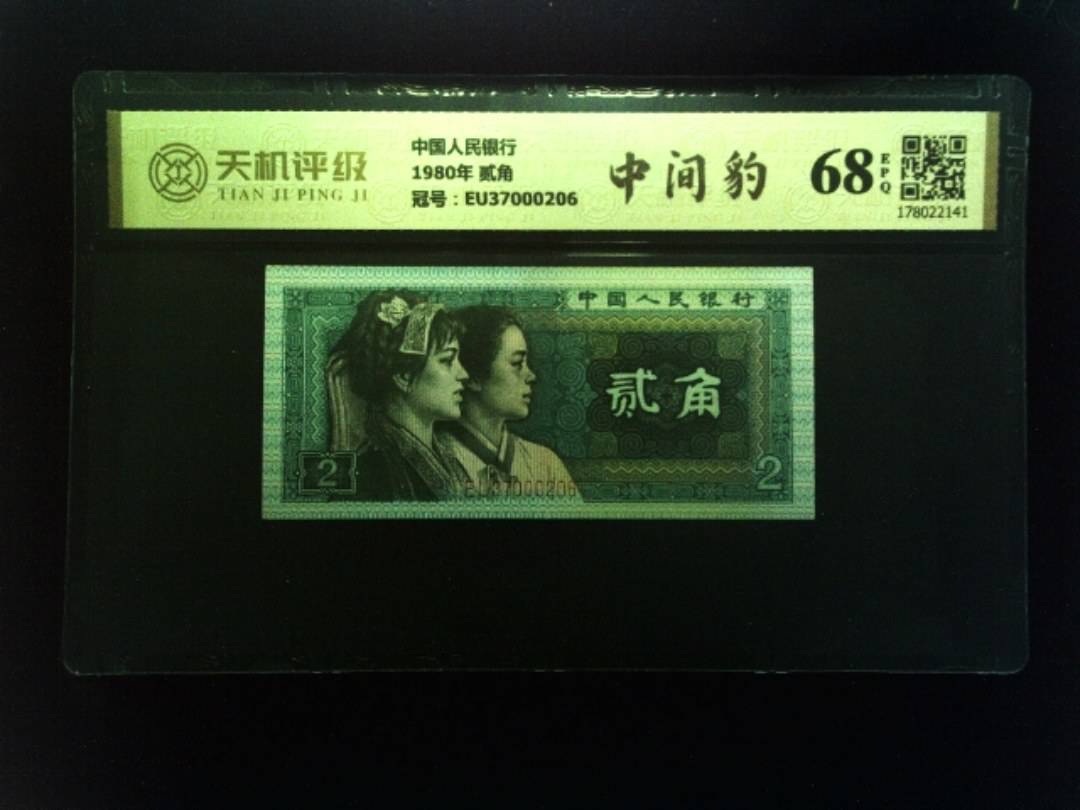 天机评级
TIAN JI PING JI
中国人民银行
1980年 贰角
冠号：EU37000206
中间豹
68
EPQ
178022141
中国人民银行
贰角
2
2
EU37000206